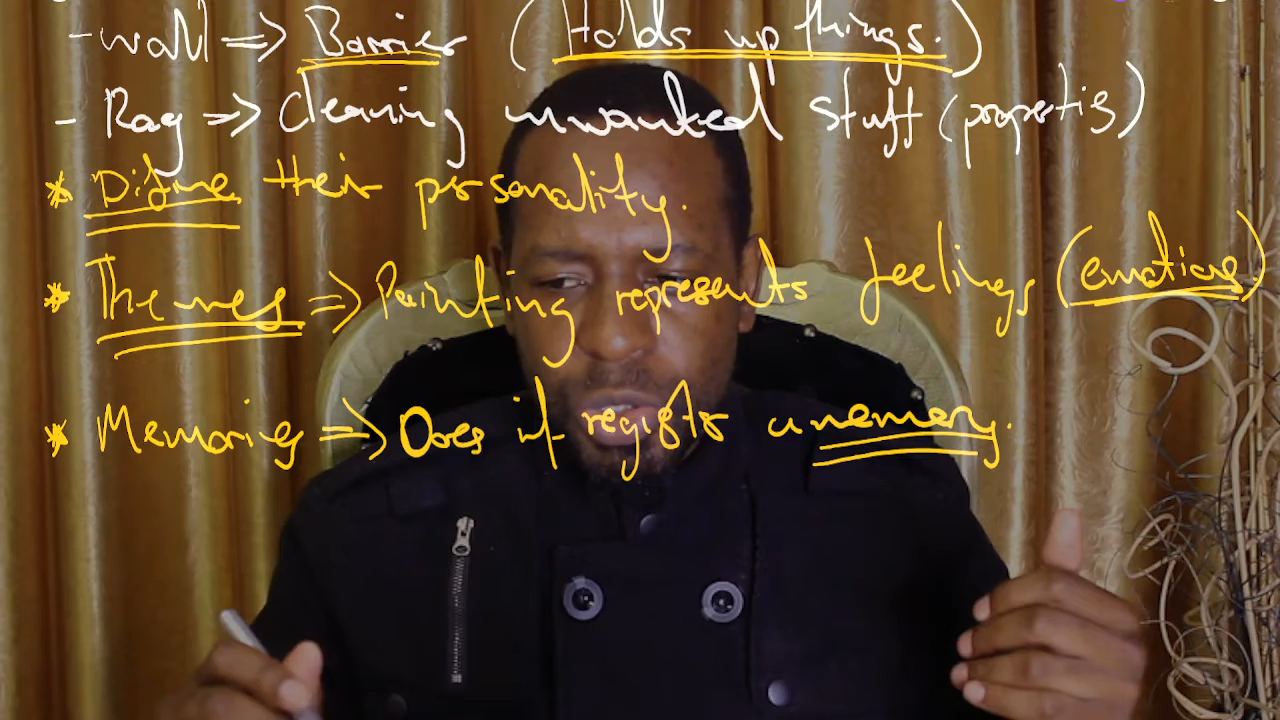 - wall => Barrier (Holds up things.)
- Rag => cleaning unwanted stuff (properties)
* Define their personality.
* Themes => Painting represents feelings (emotions)
* Memories => Does it register a memory.